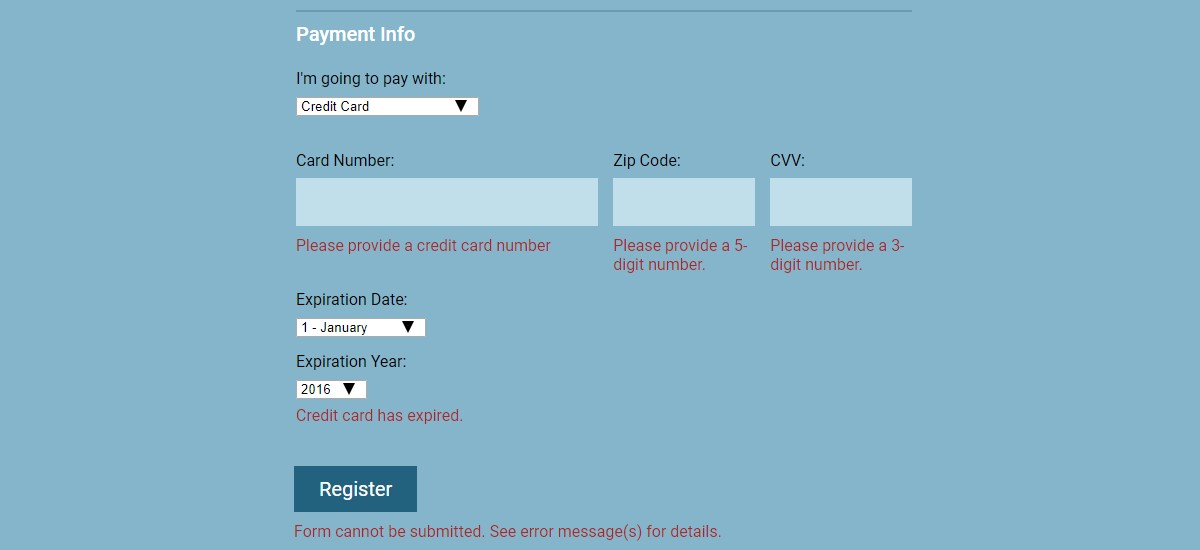 Payment Info
I'm going to pay with:
Credit Card
Card Number: Zip Code: CVV:
Please provide a credit card number Please provide a 5- Please provide a 3-
digit number. digit number.
Expiration Date:
1 - January
Expiration Year:
2016
Credit card has expired.
Register
Form cannot be submitted. See error message(s) for details.